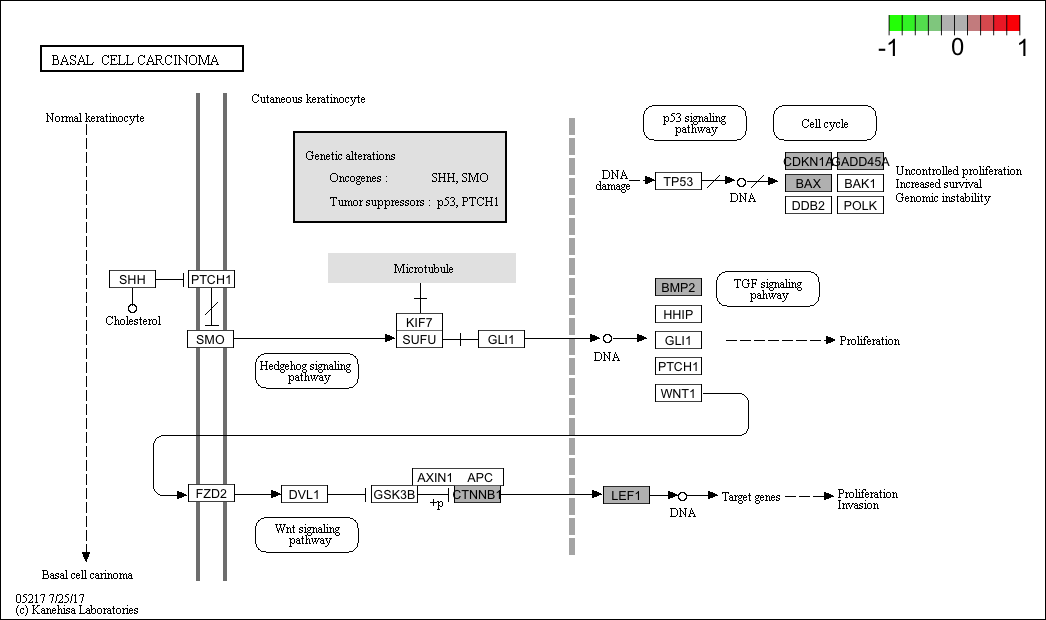 -1 0 1
BASAL CELL CARCINOMA
Normal keratinocyte
Cutaneous keratinocyte
Genetic alterations
Oncogenes : SHH, SMO
Tumor suppressors : p53, PTCH1
p53 signaling
pathway
Cell cycle
DNA
damage
TP53
DNA
CDKN1A
GADD45A
BAX
BAK1
DDB2
POLK
Uncontrolled proliferation
Increased survival
Genomic instability
SHH
PTCH1
Cholesterol
SMO
Microtubule
KIF7
SUFU
GLI1
Hedgehog signaling
pathway
DNA
BMP2
HHIP
GLI1
PTCH1
WNT1
TGF signaling
pahway
Proliferation
FZD2
DVL1
GSK3B
AXIN1
APC
CTNNB1
+p
LEF1
DNA
Target genes
Proliferation
Invasion
Wnt signaling
pathway
Basal cell carinoma
05217 7/25/17
(c) Kanehisa Laboratories